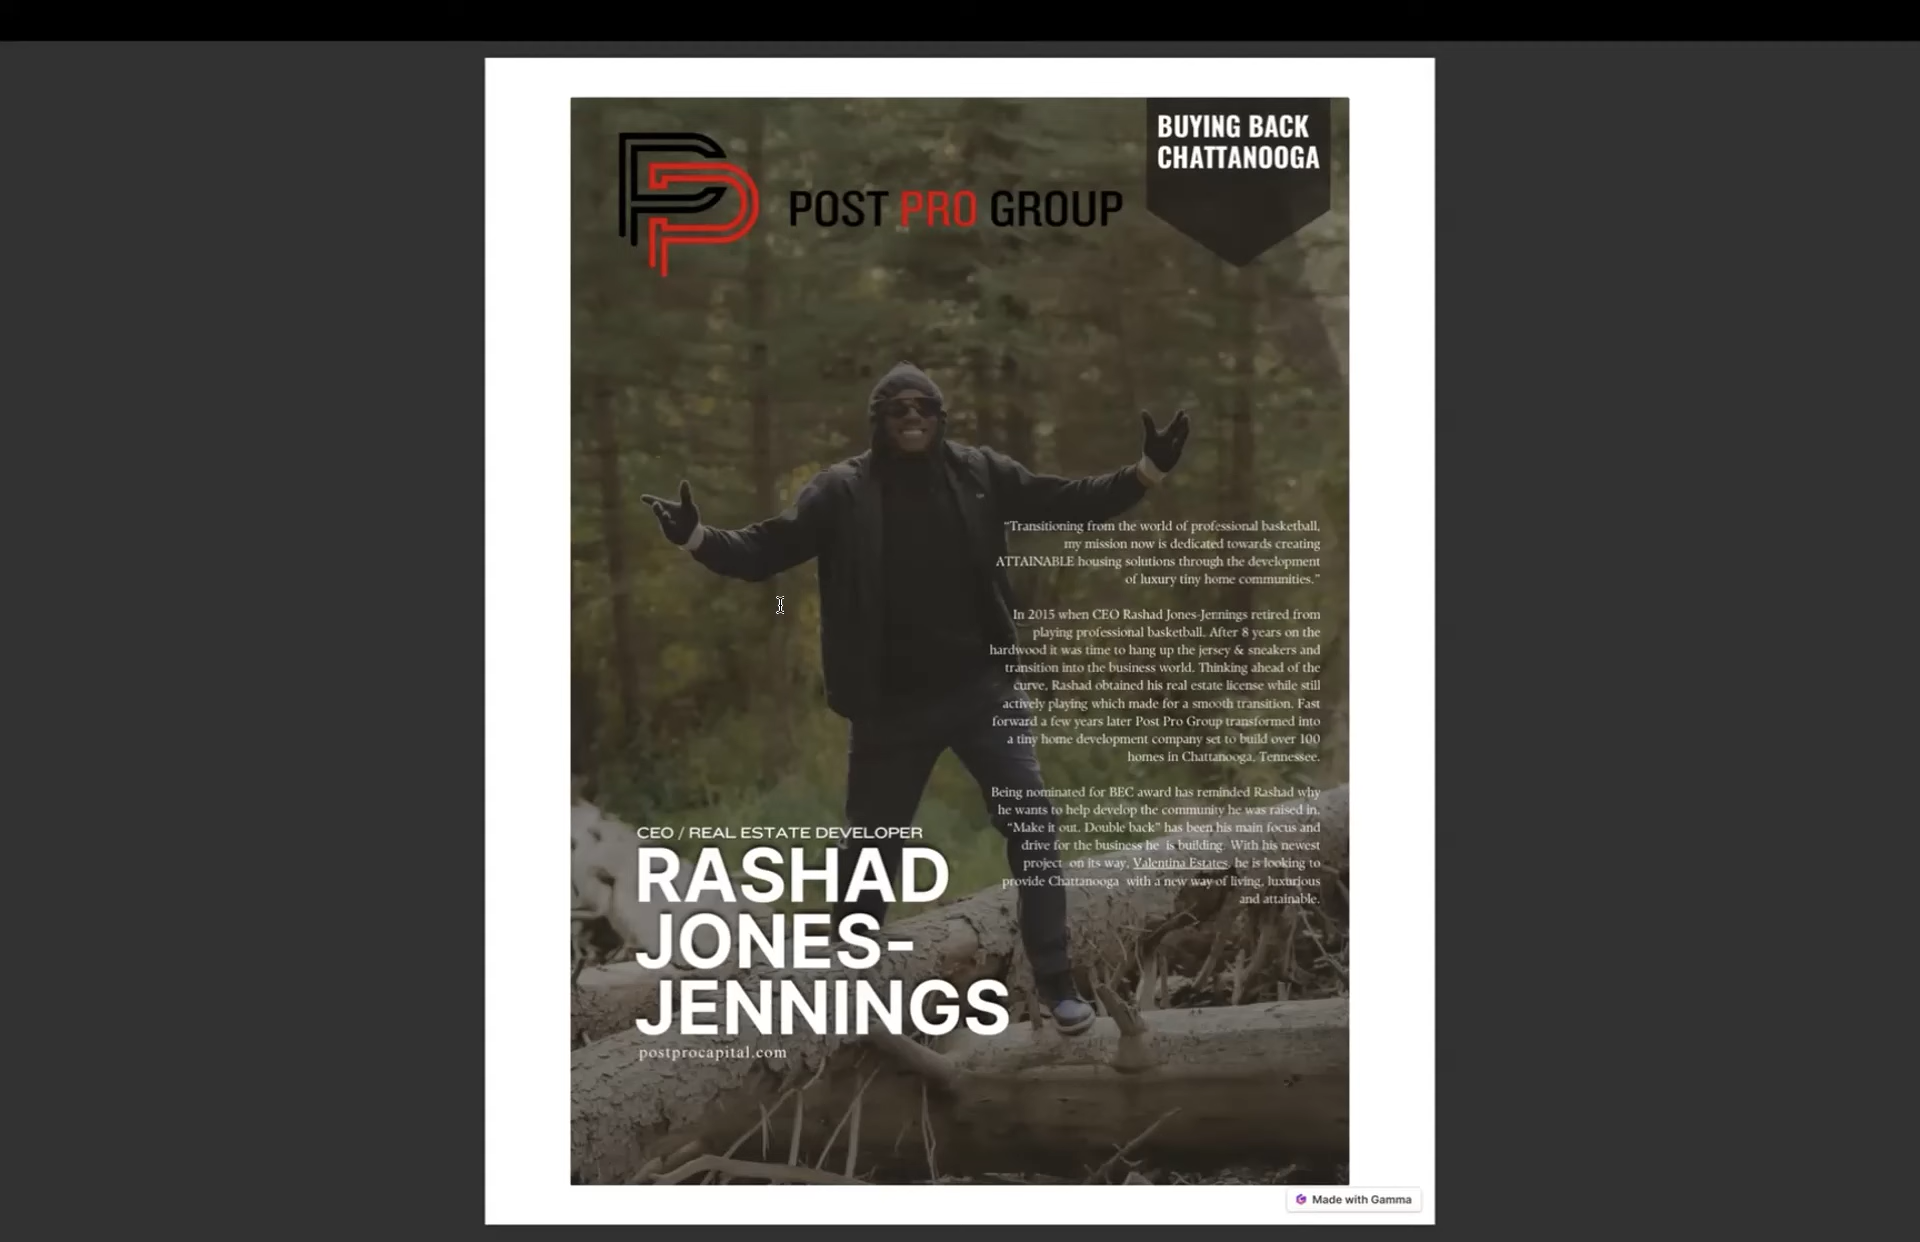 BUYING BACK
CHATTANOOGA
POST PRO GROUP
"Transitioning from the world of professional basketball,
my mission now is dedicated towards creating
ATTAINABLE housing solutions through the development
of luxury tiny home communities."
In 2015 when CEO Rashad Jones-Jennings retired from
playing professional basketball. After 8 years on the
hardwood it was time to hang up the jersey & sneakers and
transition into the business world. Thinking ahead of the
curve, Rashad obtained his real estate license while still
actively playing which made for a smooth transition. Fast
forward a few years later Post Pro Group transformed into
a tiny home development company set to build over 100
homes in Chattanooga, Tennessee.
Being nominated for BEC award has reminded Rashad why
he wants to help develop the community he was raised in.
"Make it out. Double back" has been his main focus and
drive for the business he is building. With his newest
project on its way, Valentina Estates, he is looking to
provide Chattanooga with a new way of living, luxurious
and attainable.
CEO / REAL ESTATE DEVELOPER
RASHAD
JONES-
JENNINGS
postprocapital.com
Made with Gamma